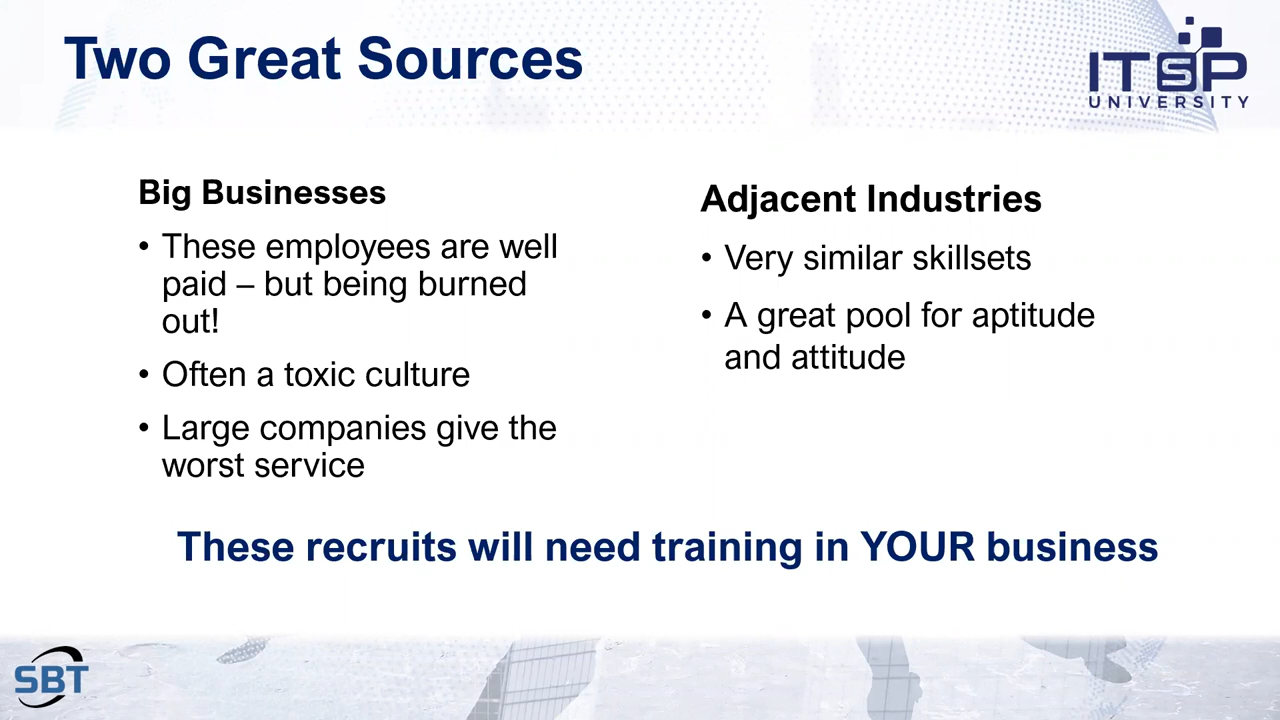 Two Great Sources
ITSP
UNIVERSITY
Big Businesses
• These employees are well
paid – but being burned
out!
• Often a toxic culture
• Large companies give the
worst service
Adjacent Industries
• Very similar skillsets
• A great pool for aptitude
and attitude
These recruits will need training in YOUR business
SBT